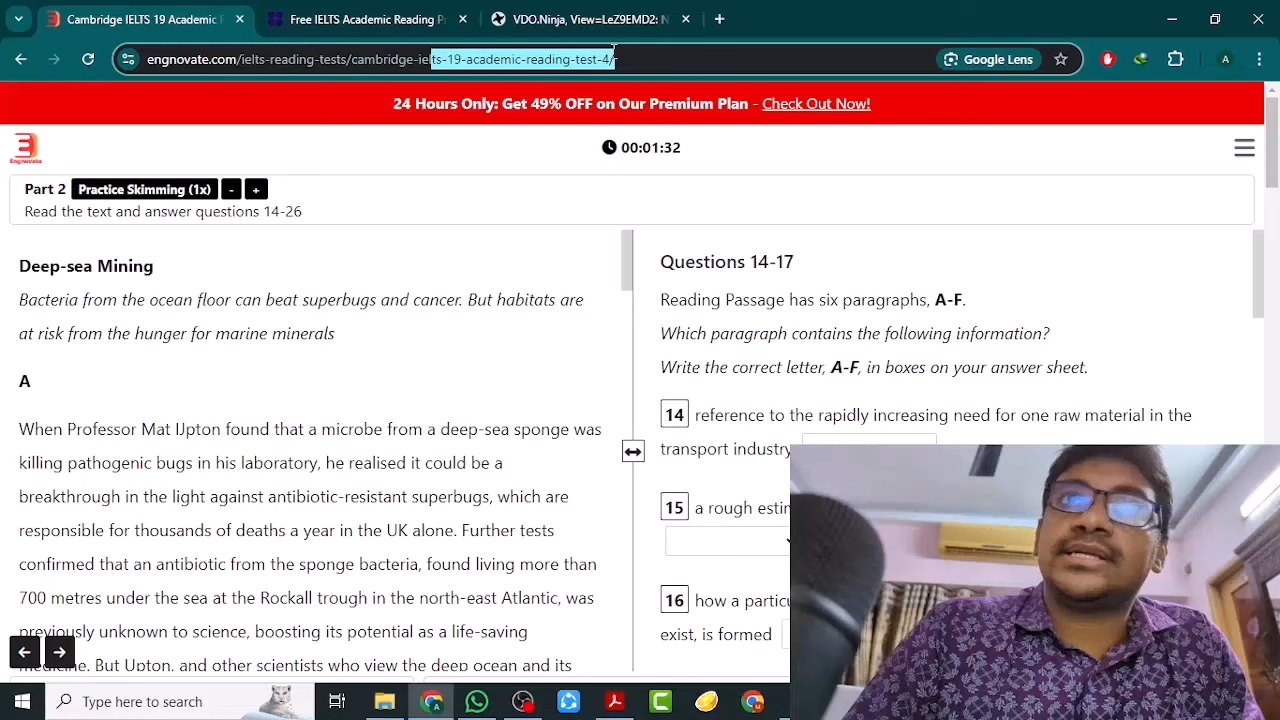 Cambridge IELTS 19 Academic F
Free IELTS Academic Reading Pa
VDO.Ninja, View=LeZ9EMD2: N
engnovate.com/ielts-reading-tests/cambridge-ielts-19-academic-reading-test-4/
Google Lens
A
24 Hours Only: Get 49% OFF on Our Premium Plan - Check Out Now!
Engnovate
00:01:32
Part 2 Practice Skimming (1x) - +
Read the text and answer questions 14-26
Deep-sea Mining
Bacteria from the ocean floor can beat superbugs and cancer. But habitats are
at risk from the hunger for marine minerals
A
When Professor Mat IJpton found that a microbe from a deep-sea sponge was
killing pathogenic bugs in his laboratory, he realised it could be a
breakthrough in the light against antibiotic-resistant superbugs, which are
responsible for thousands of deaths a year in the UK alone. Further tests
confirmed that an antibiotic from the sponge bacteria, found living more than
700 metres under the sea at the Rockall trough in the north-east Atlantic, was
previously unknown to science, boosting its potential as a life-saving
medicine. But Upton, and other scientists who view the deep ocean and its
Questions 14-17
Reading Passage has six paragraphs, A-F.
Which paragraph contains the following information?
Write the correct letter, A-F, in boxes on your answer sheet.
14 reference to the rapidly increasing need for one raw material in the
transport industry
15 a rough estim
16 how a particu
exist, is formed
Type here to search